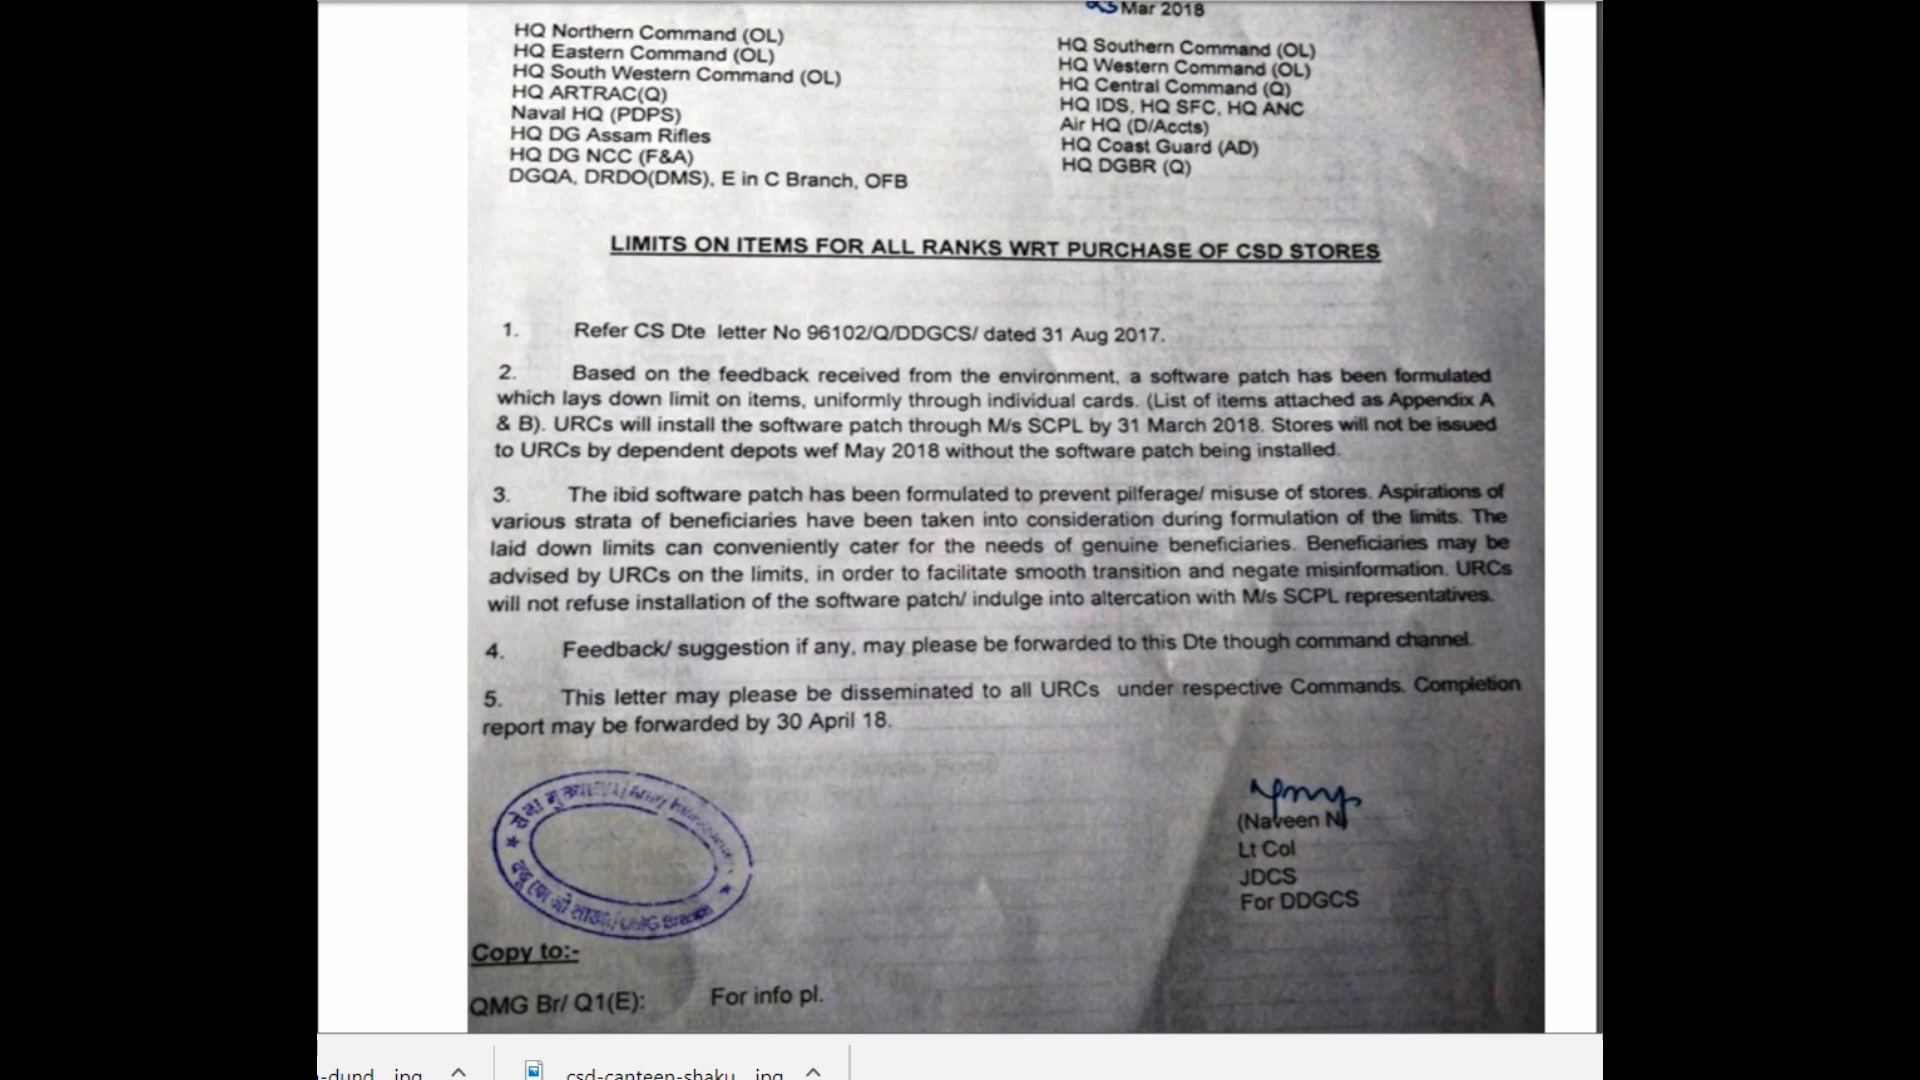 Mar 2018
HQ Northern Command (OL)
HQ Eastern Command (OL)
HQ South Western Command (OL)
HQ ARTRAC(Q)
Naval HQ (PDPS)
HQ DG Assam Rifles
HQ DG NCC (F&A)
DGQA, DRDO(DMS), E in C Branch, OFB
HQ Southern Command (OL)
HQ Western Command (OL)
HQ Central Command (Q)
HQ IDS, HQ SFC, HQ ANC
Air HQ (D/Accts)
HQ Coast Guard (AD)
HQ DGBR (Q)
LIMITS ON ITEMS FOR ALL RANKS WRT PURCHASE OF CSD STORES
1. Refer CS Dte letter No 96102/Q/DDGCS/ dated 31 Aug 2017.
2. Based on the feedback received from the environment, a software patch has been formulated
which lays down limit on items, uniformly through individual cards. (List of items attached as Appendix A
& B). URCs will install the software patch through M/s SCPL by 31 March 2018. Stores will not be issued
to URCs by dependent depots wef May 2018 without the software patch being installed.
3. The ibid software patch has been formulated to prevent pilferage/ misuse of stores. Aspirations of
various strata of beneficiaries have been taken into consideration during formulation of the limits. The
laid down limits can conveniently cater for the needs of genuine beneficiaries. Beneficiaries may be
advised by URCs on the limits, in order to facilitate smooth transition and negate misinformation. URCs
will not refuse installation of the software patch/ indulge into altercation with M/s SCPL representatives.
4. Feedback/ suggestion if any, may please be forwarded to this Dte though command channel.
5. This letter may please be disseminated to all URCs under respective Commands. Completion
report may be forwarded by 30 April 18.
सेना /Army
/QMG Branch
(Naveen N)
Lt Col
JDCS
For DDGCS
Copy to:-
QMG Br/ Q1(E): For info pl.
-dund....jpg
csd-canteen-shaku....jpg